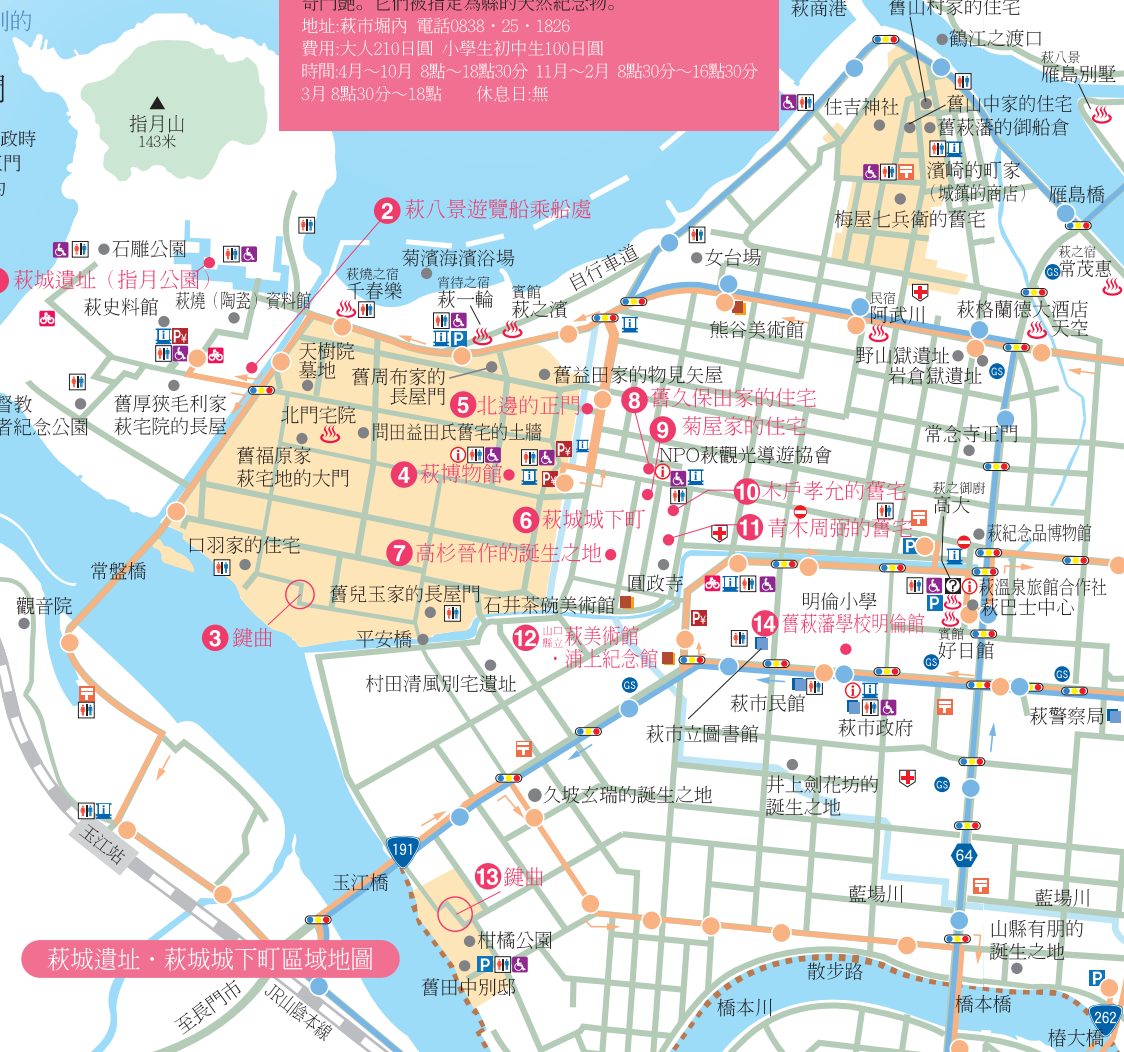 奇門艷。它們被指定為縣的天然紀念物。
地址:萩市堀內 電話0838・25・1826
費用:大人210日圓 小學生初中生100日圓
時間:4月～10月 8點～18點30分 11月～2月 8點30分～16點30分
3月 8點30分～18點 休息日:無
指月山
143米
萩商港
舊山村家的住宅
鶴江之渡口
萩八景
雁島別墅
住吉神社
舊山中家的住宅
舊萩藩的御船倉
濱崎的町家
（城鎮的商店）
梅屋七兵衛的舊宅
雁島橋
2 萩八景遊覽船乘船處
石雕公園
萩城遺址（指月公園）
萩史料館
萩燒（陶瓷）資料館
萩燒之宿
千春樂
菊濱海濱浴場
宵待之宿
萩一輪
賓館
萩之濱
自行車道
女台場
萩之宿
常茂惠
民宿
阿武川
萩格蘭德大酒店
天空
熊谷美術館
野山獄遺址
岩倉獄遺址
天樹院
墓地
舊周布家的
長屋門
舊益田家的物見矢屋
督教
者紀念公園
舊厚狹毛利家
萩宅院的長屋
北門宅院
問田益田氏舊宅的土牆
舊福原家
萩宅地的大門
5 北邊的正門
8 舊久保田家的住宅
9 菊屋家的住宅
NPO萩觀光導遊協會
4 萩博物館
10 木戶孝允的舊宅
6 萩城城下町
11 青木周弼的舊宅
7 高杉晉作的誕生之地
常念寺正門
萩之御廚
高大
萩紀念品博物館
口羽家的住宅
常盤橋
觀音院
圓政寺
舊兒玉家的長屋門
石井茶碗美術館
3 鍵曲
平安橋
12 山口縣立 萩美術館
・浦上紀念館
明倫小學
14 舊萩藩學校明倫館
萩溫泉旅館合作社
萩巴士中心
賓館
好日館
村田清風別宅遺址
萩市民館
萩市立圖書館
萩市政府
萩警察局
井上劍花坊的
誕生之地
久坂玄瑞的誕生之地
191
64
玉江站
玉江橋
13 鍵曲
藍場川
藍場川
山縣有朋的
誕生之地
柑橘公園
舊田中別邸
散步路
橋本川
橋本橋
262
椿大橋
萩城遺址・萩城城下町區域地圖
至長門市
JR山陰本線